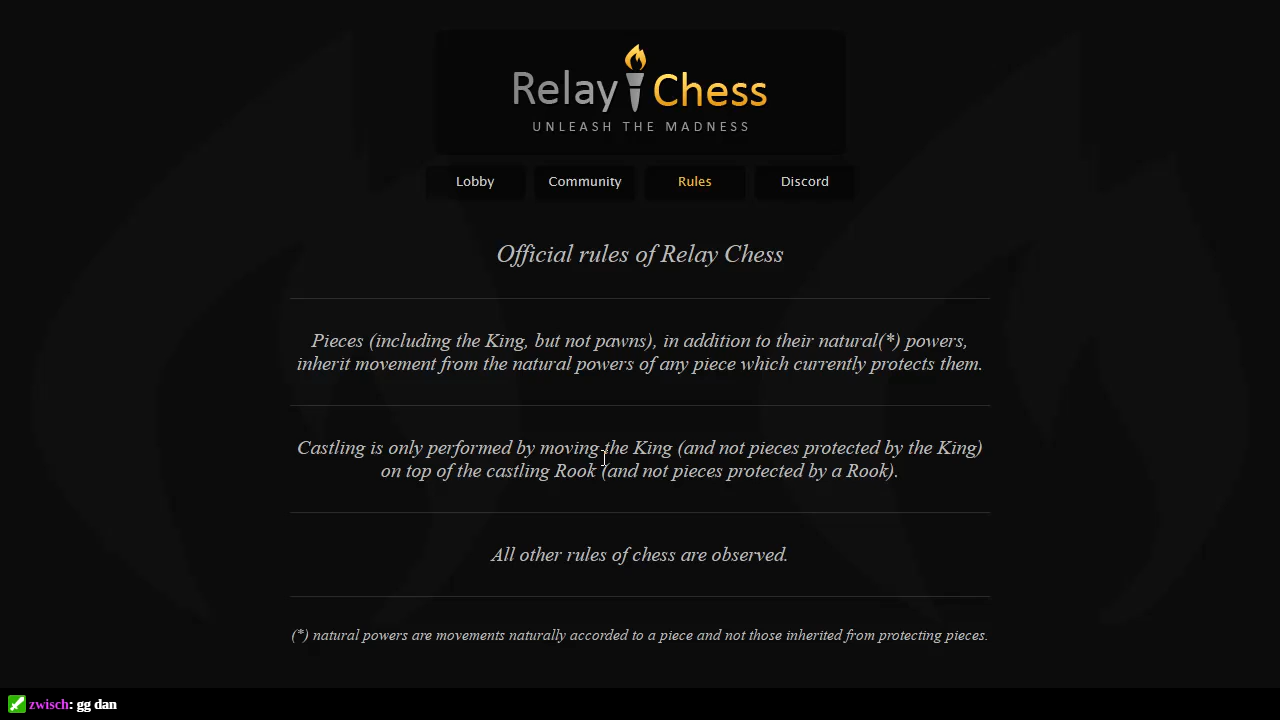 Relay Chess
UNLEASH THE MADNESS
Lobby Community Rules Discord
Official rules of Relay Chess
Pieces (including the King, but not pawns), in addition to their natural(*) powers,
inherit movement from the natural powers of any piece which currently protects them.
Castling is only performed by moving the King (and not pieces protected by the King)
on top of the castling Rook (and not pieces protected by a Rook).
All other rules of chess are observed.
(*) natural powers are movements naturally accorded to a piece and not those inherited from protecting pieces.
zwisch: gg dan